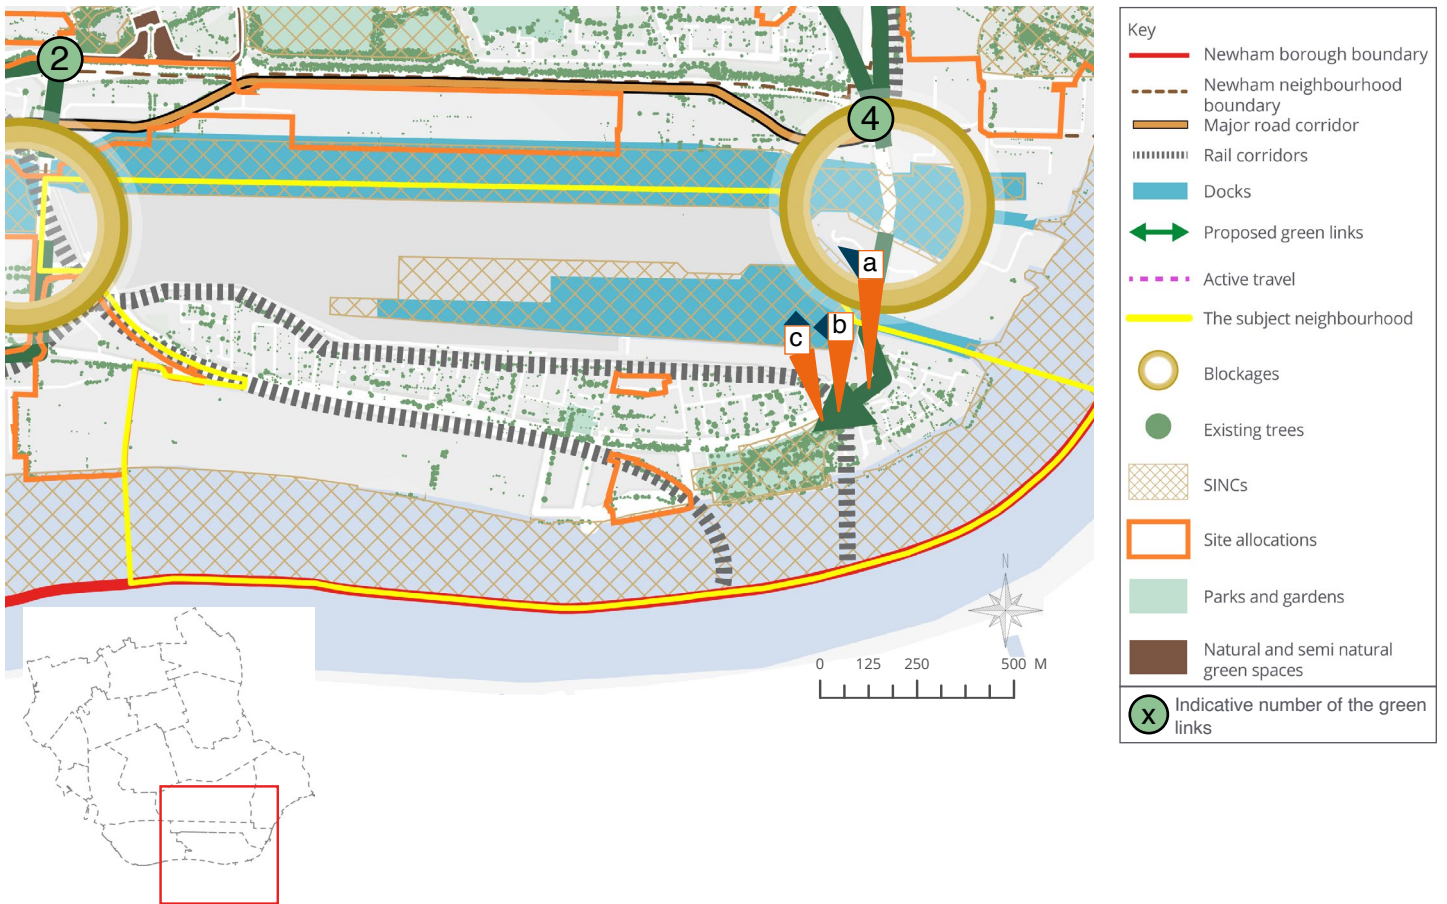 2
4
a
b
c
N
0 125 250 500 M
Key
Newham borough boundary
Newham neighbourhood
boundary
Major road corridor
Rail corridors
Docks
Proposed green links
Active travel
The subject neighbourhood
Blockages
Existing trees
SINCs
Site allocations
Parks and gardens
Natural and semi natural
green spaces
x
Indicative number of the green
links